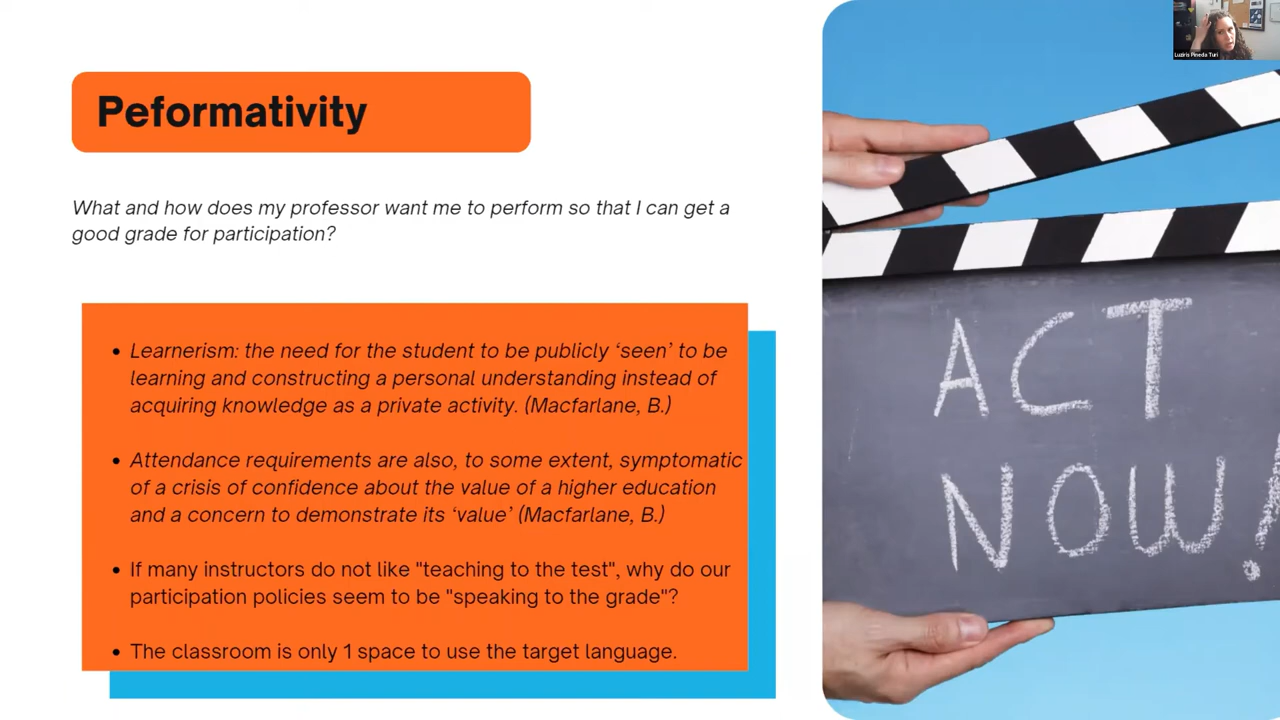 Peformativity
What and how does my professor want me to perform so that I can get a
good grade for participation?
• Learnerism: the need for the student to be publicly ‘seen’ to be
learning and constructing a personal understanding instead of
acquiring knowledge as a private activity. (Macfarlane, B.)
• Attendance requirements are also, to some extent, symptomatic
of a crisis of confidence about the value of a higher education
and a concern to demonstrate its ‘value’ (Macfarlane, B.)
• If many instructors do not like "teaching to the test", why do our
participation policies seem to be "speaking to the grade"?
• The classroom is only 1 space to use the target language.
ACT
NOW!
Luziris Pineda Turi